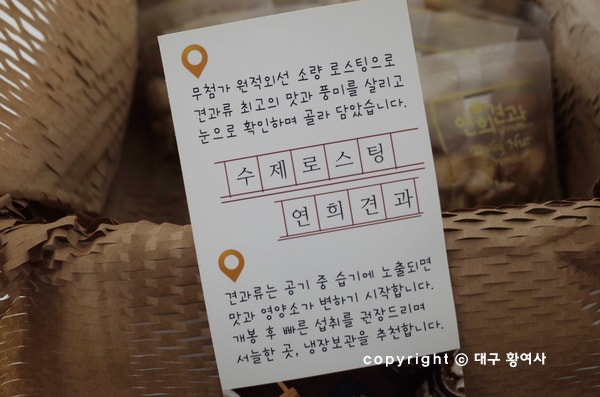 무첨가 원적외선 소량 로스팅으로
견과류 최고의 맛과 풍미를 살리고
눈으로 확인하며 골라 담았습니다.
수제로스팅
연희견과
견과류는 공기 중 습기에 노출되면
맛과 영양소가 변하기 시작합니다.
개봉 후 빠른 섭취를 권장드리며
서늘한 곳, 냉장보관을 추천합니다.
연희견과
copyright ⓒ 대구 황여사